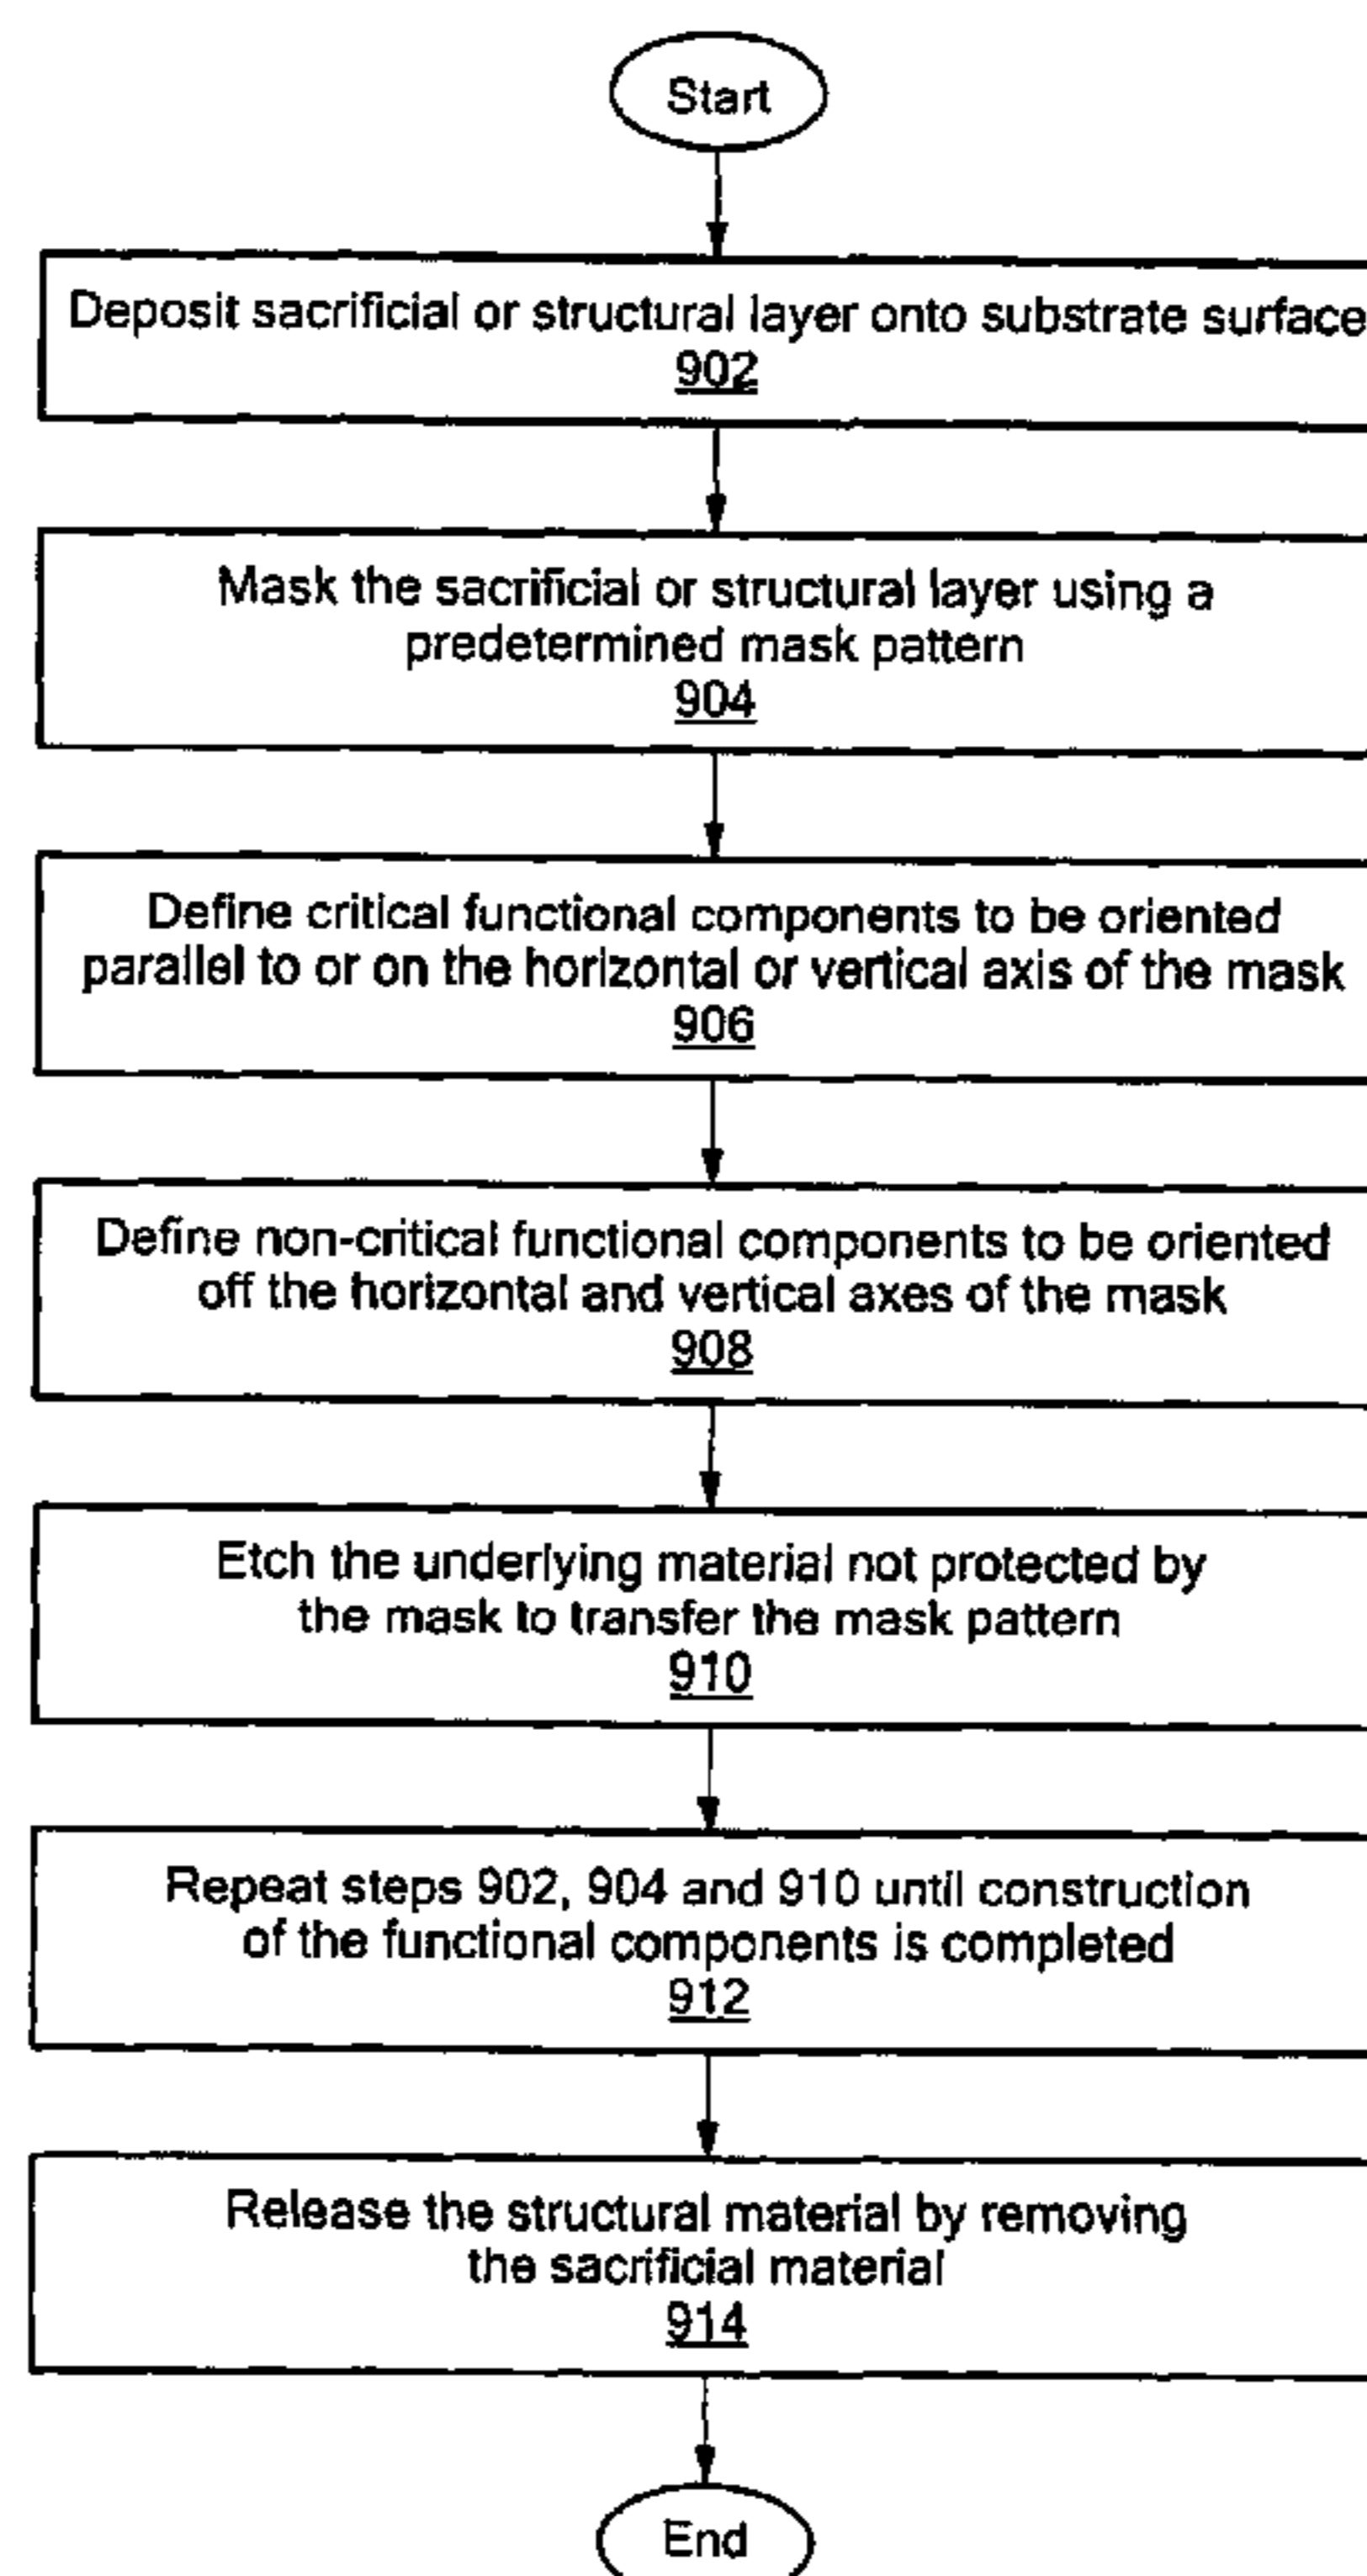 Start
Deposit sacrificial or structural layer onto substrate surface
902
Mask the sacrificial or structural layer using a
predetermined mask pattern
904
Define critical functional components to be oriented
parallel to or on the horizontal or vertical axis of the mask
906
Define non-critical functional components to be oriented
off the horizontal and vertical axes of the mask
908
Etch the underlying material not protected by
the mask to transfer the mask pattern
910
Repeat steps 902, 904 and 910 until construction
of the functional components is completed
912
Release the structural material by removing
the sacrificial material
914
End